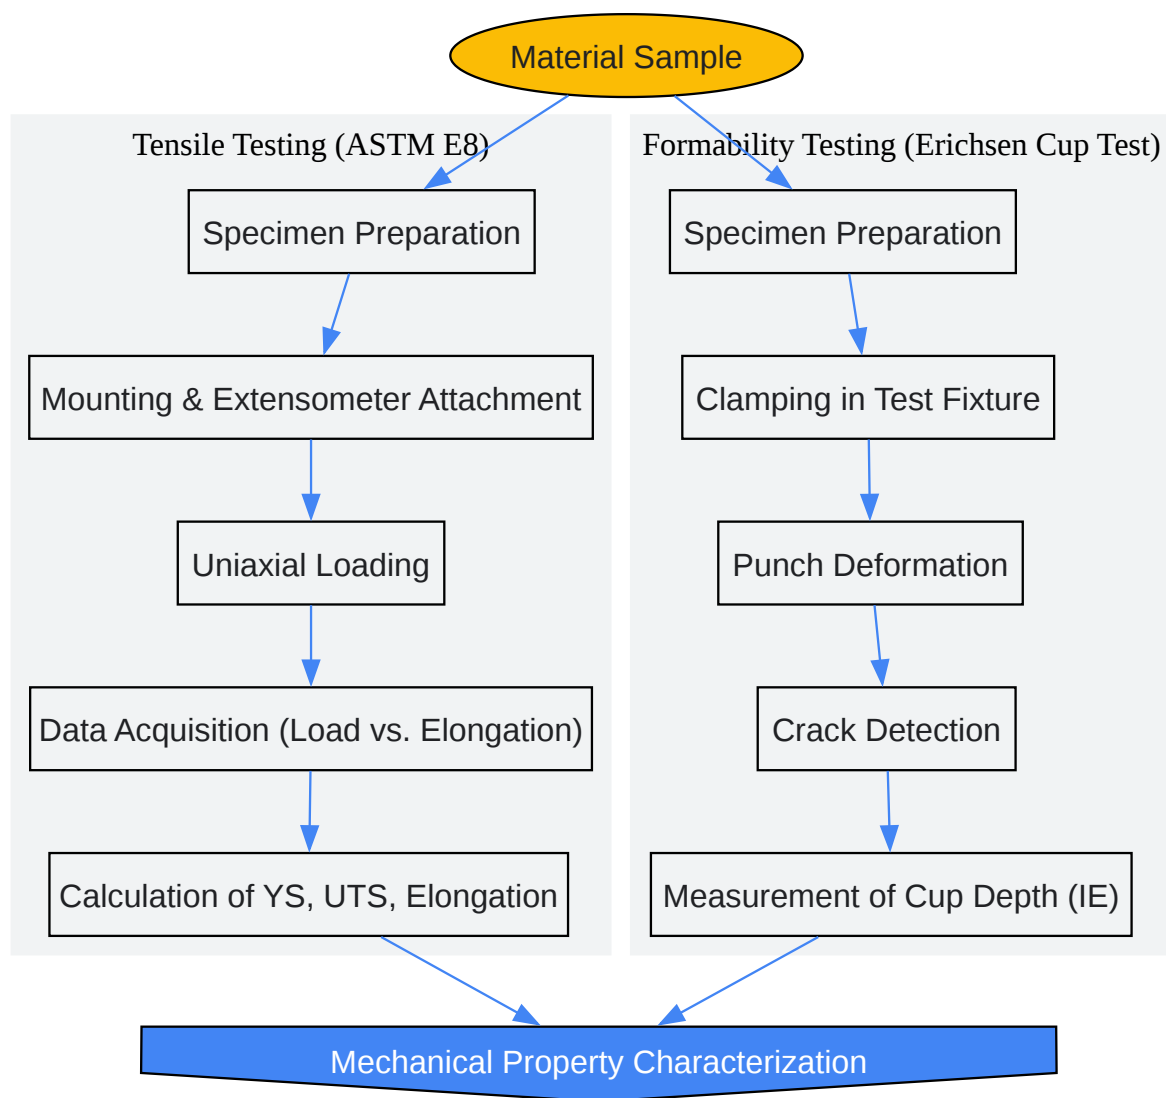 Material Sample
Tensile Testing (ASTM E8)
Specimen Preparation
Mounting & Extensometer Attachment
Uniaxial Loading
Data Acquisition (Load vs. Elongation)
Calculation of YS, UTS, Elongation
Formability Testing (Erichsen Cup Test)
Specimen Preparation
Clamping in Test Fixture
Punch Deformation
Crack Detection
Measurement of Cup Depth (IE)
Mechanical Property Characterization